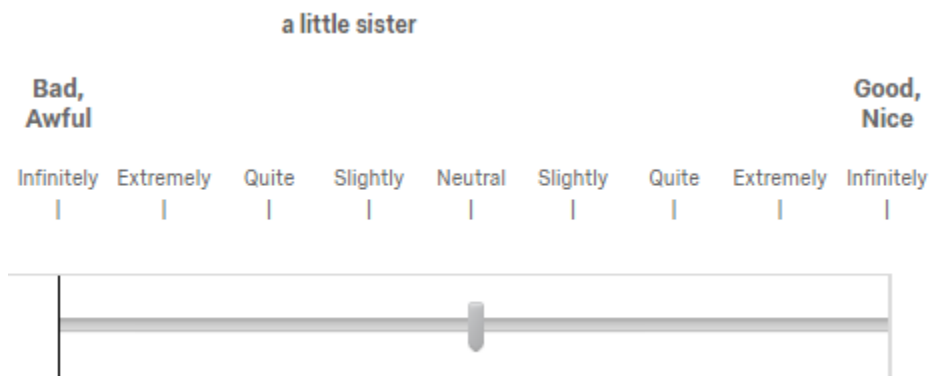 a little sister
Bad,
Awful
Good,
Nice
Infinitely Extremely Quite Slightly Neutral Slightly Quite Extremely Infinitely